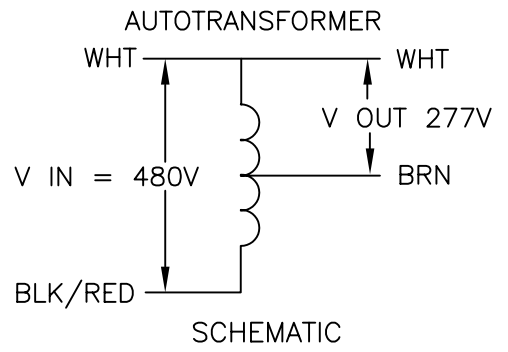 AUTOTRANSFORMER
WHT
WHT
V OUT 277V
V IN = 480V
BRN
BLK/RED
SCHEMATIC